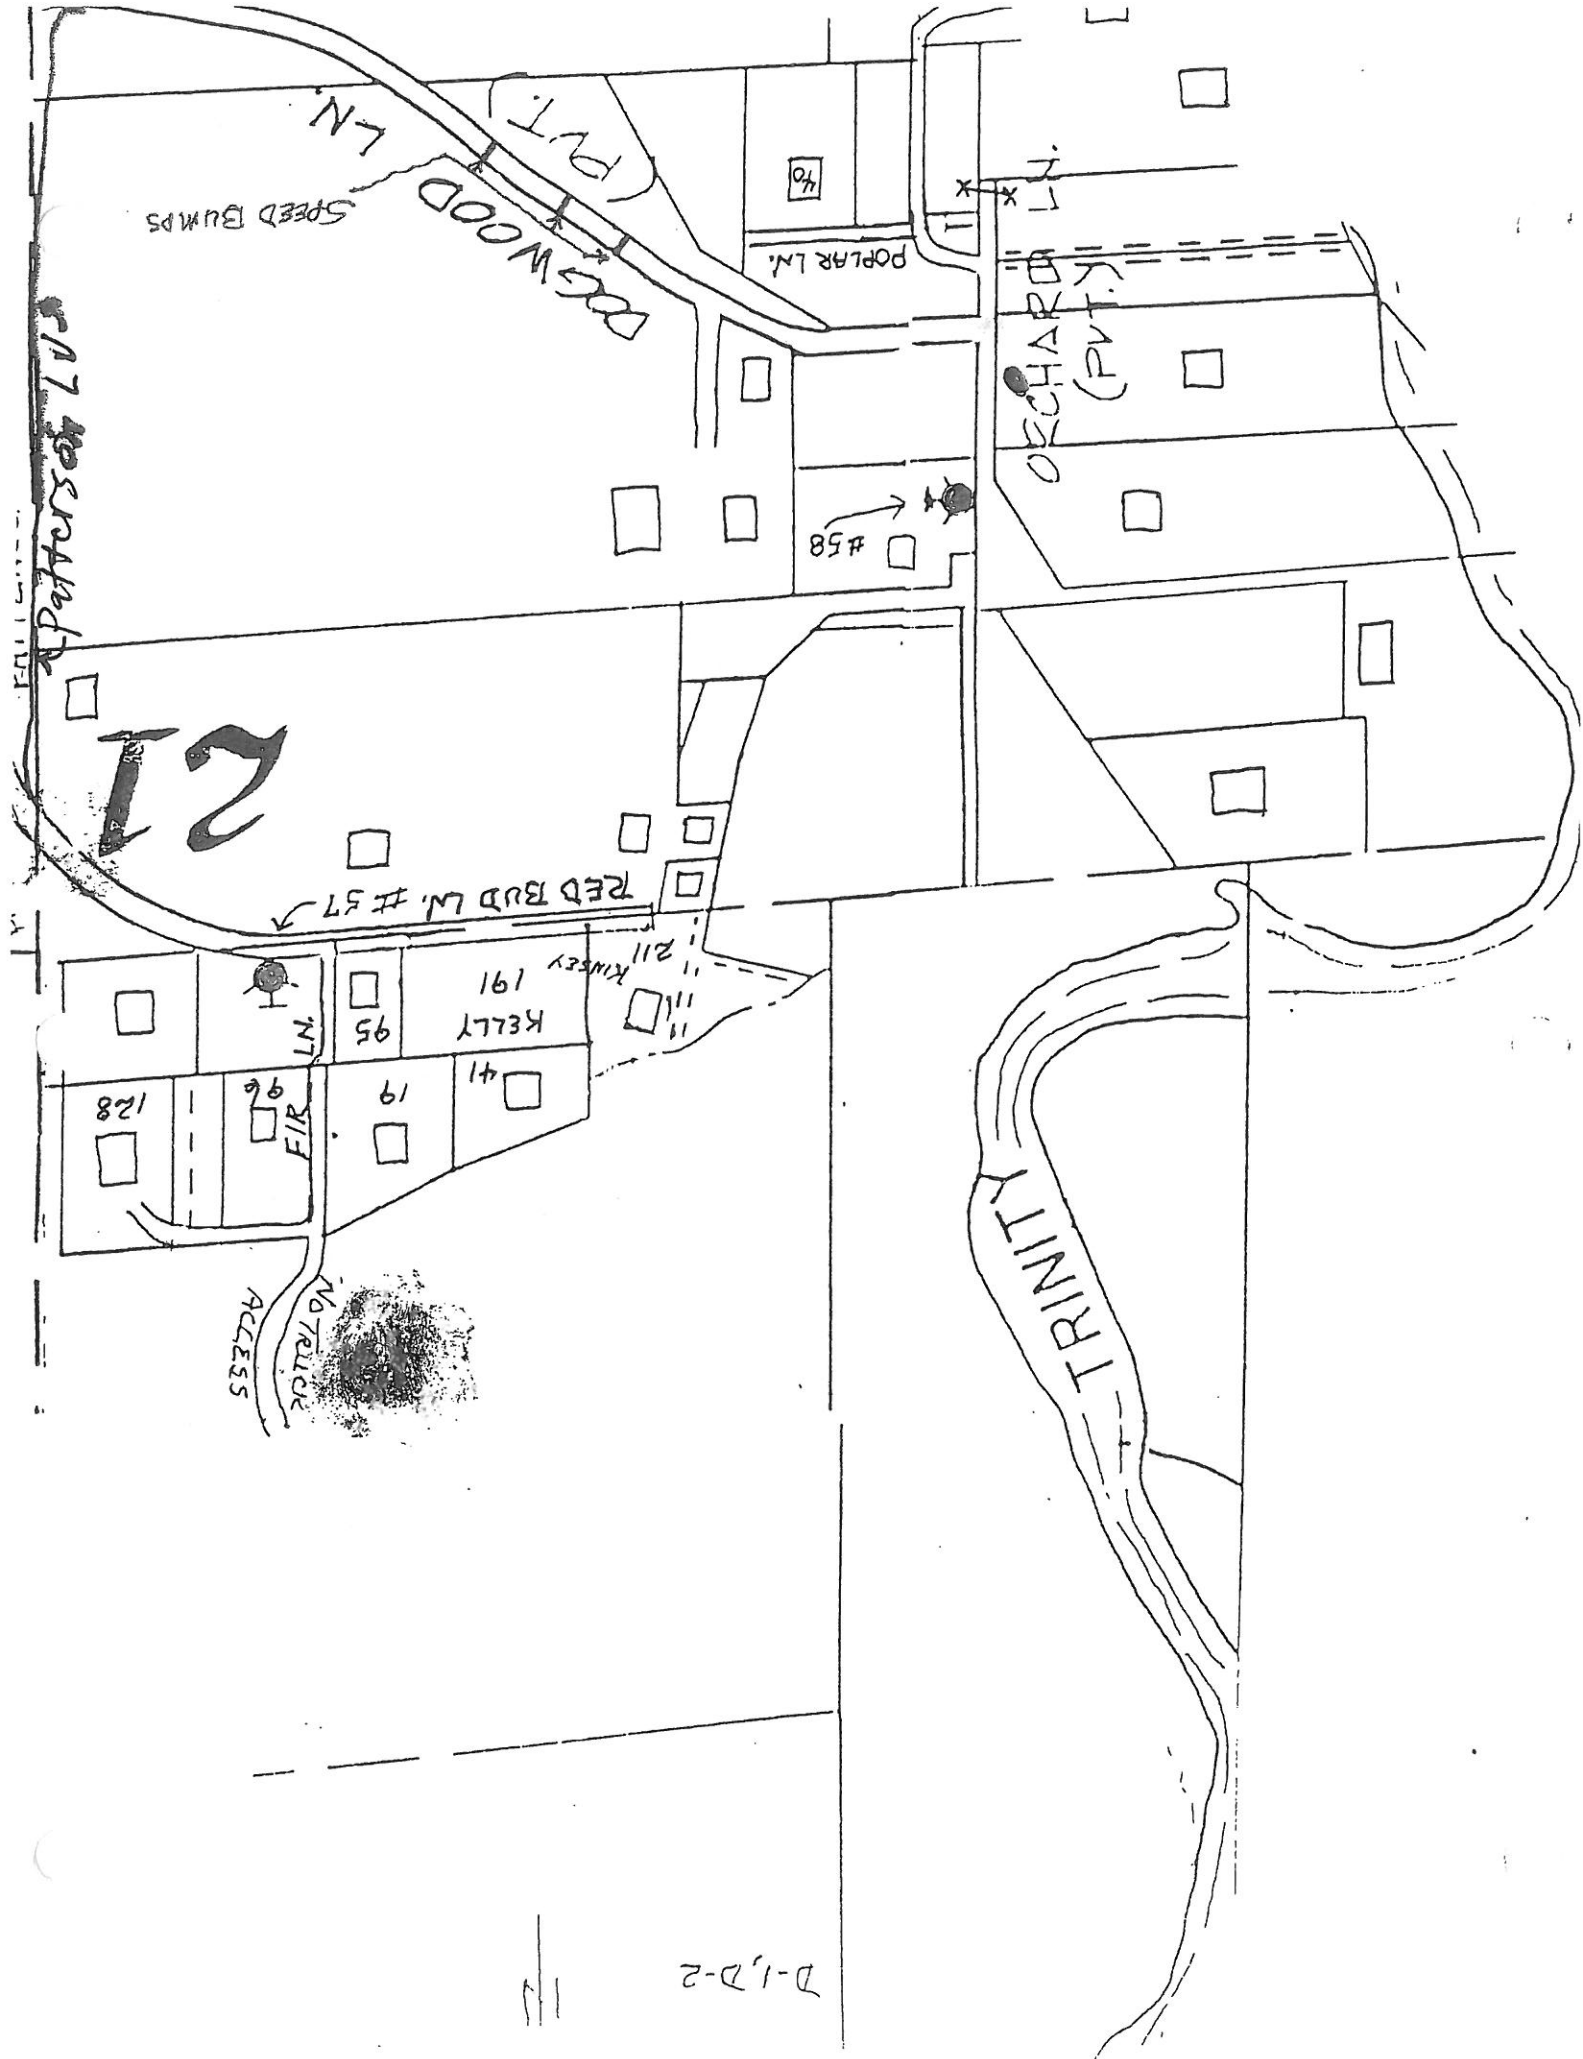 D-1, D-2
TRINITY
NO TRUCK
ACCESS
41
19
96
128
FIR
LN.
KELLY
191
95
KINSEY
211
RED BUD LN. #57
21
Patterson
#58
ORCHARD
LN.
(PVT.)
POPLAR LN.
40
DOGWOOD
LN.
PVT.
SPEED BUMPS